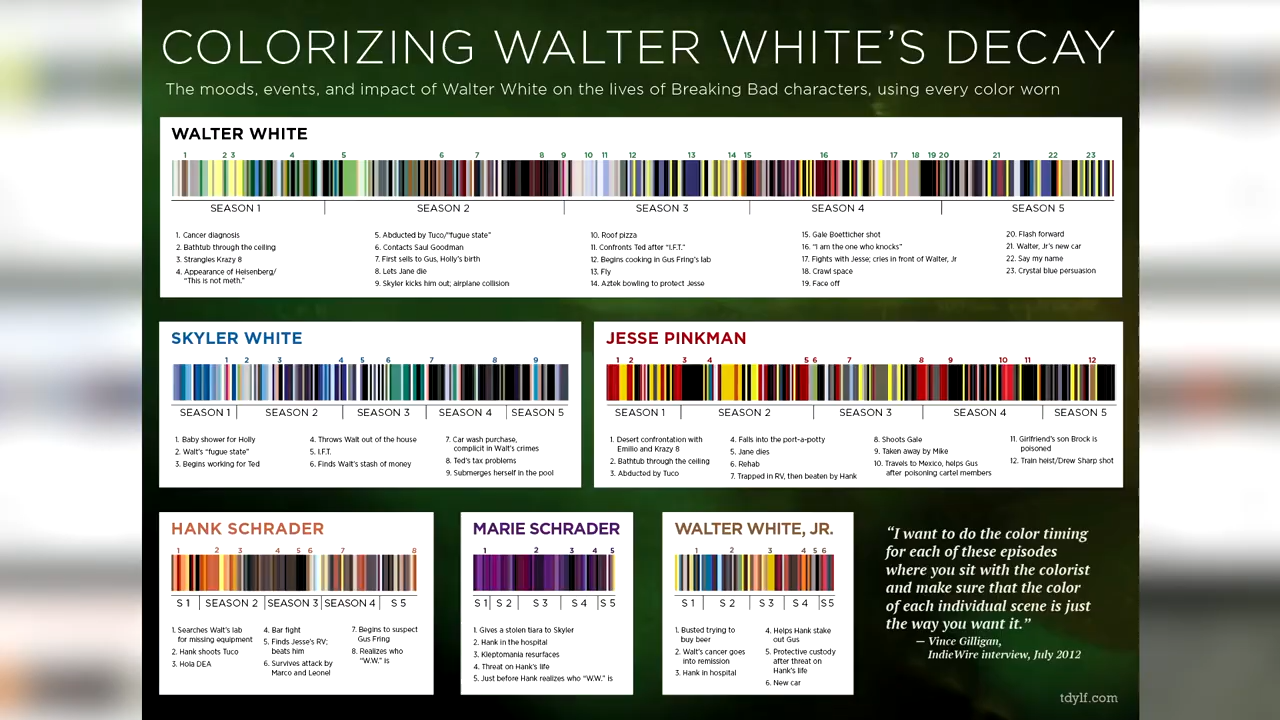 COLORIZING WALTER WHITE'S DECAY
The moods, events, and impact of Walter White on the lives of Breaking Bad characters, using every color worn
WALTER WHITE
1 2 3 4 5 6 7 8 9 10 11 12 13 14 15 16 17 18 19 20 21 22 23
SEASON 1 SEASON 2 SEASON 3 SEASON 4 SEASON 5
1. Cancer diagnosis
2. Bathtub through the ceiling
3. Strangles Krazy 8
4. Appearance of Heisenberg/
"This is not meth."
5. Abducted by Tuco/"fugue state"
6. Contacts Saul Goodman
7. First sells to Gus, Holly's birth
8. Lets Jane die
9. Skyler kicks him out; airplane collision
10. Roof pizza
11. Confronts Ted after "I.F.T."
12. Begins cooking in Gus Fring's lab
13. Fly
14. Aztek bowling to protect Jesse
15. Gale Boetticher shot
16. "I am the one who knocks"
17. Fights with Jesse; cries in front of Walter, Jr
18. Crawl space
19. Face off
20. Flash forward
21. Walter, Jr's new car
22. Say my name
23. Crystal blue persuasion
SKYLER WHITE
1 2 3 4 5 6 7 8 9
SEASON 1 SEASON 2 SEASON 3 SEASON 4 SEASON 5
1. Baby shower for Holly
2. Walt's "fugue state"
3. Begins working for Ted
4. Throws Walt out of the house
5. I.F.T.
6. Finds Walt's stash of money
7. Car wash purchase,
complicit in Walt's crimes
8. Ted's tax problems
9. Submerges herself in the pool
JESSE PINKMAN
1 2 3 4 5 6 7 8 9 10 11 12
SEASON 1 SEASON 2 SEASON 3 SEASON 4 SEASON 5
1. Desert confrontation with
Emilio and Krazy 8
2. Bathtub through the ceiling
3. Abducted by Tuco
4. Falls into the port-a-potty
5. Jane dies
6. Rehab
7. Trapped in RV, then beaten by Hank
8. Shoots Gale
9. Taken away by Mike
10. Travels to Mexico, helps Gus
after poisoning cartel members
11. Girlfriend's son Brock is
poisoned
12. Train heist/Drew Sharp shot
HANK SCHRADER
1 2 3 4 5 6 7 8
S 1 SEASON 2 SEASON 3 SEASON 4 S 5
1. Searches Walt's lab
for missing equipment
2. Hank shoots Tuco
3. Hola DEA
4. Bar fight
5. Finds Jesse's RV;
beats him
6. Survives attack by
Marco and Leonel
7. Begins to suspect
Gus Fring
8. Realizes who
"W.W." is
MARIE SCHRADER
1 2 3 4 5
S 1 S 2 S 3 S 4 S 5
1. Gives a stolen tiara to Skyler
2. Hank in the hospital
3. Kleptomania resurfaces
4. Threat on Hank's life
5. Just before Hank realizes who "W.W." is
WALTER WHITE, JR.
1 2 3 4 5 6
S 1 S 2 S 3 S 4 S 5
1. Busted trying to
buy beer
2. Walt's cancer goes
into remission
3. Hank in hospital
4. Helps Hank stake
out Gus
5. Protective custody
after threat on
Hank's life
6. New car
"I want to do the color timing
for each of these episodes
where you sit with the colorist
and make sure that the color
of each individual scene is just
the way you want it."
— Vince Gilligan,
IndieWire interview, July 2012
tdylf.com